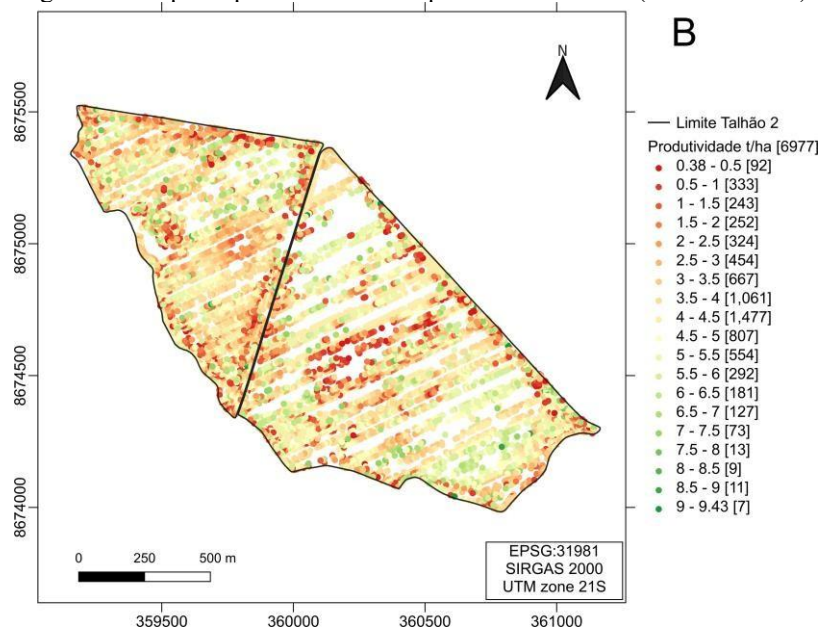 B
N
Limite Talhão 2
Produtividade t/ha [6977]
0.38 - 0.5 [92]
0.5 - 1 [333]
1 - 1.5 [243]
1.5 - 2 [252]
2 - 2.5 [324]
2.5 - 3 [454]
3 - 3.5 [667]
3.5 - 4 [1,061]
4 - 4.5 [1,477]
4.5 - 5 [807]
5 - 5.5 [554]
5.5 - 6 [292]
6 - 6.5 [181]
6.5 - 7 [127]
7 - 7.5 [73]
7.5 - 8 [13]
8 - 8.5 [9]
8.5 - 9 [11]
9 - 9.43 [7]
8675500
8675000
8674500
8674000
0 250 500 m
EPSG:31981
SIRGAS 2000
UTM zone 21S
359500 360000 360500 361000